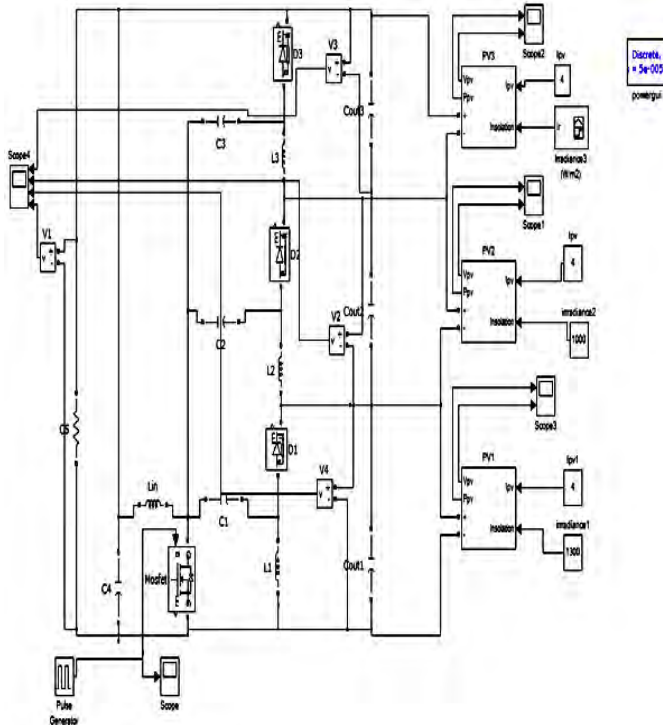 D3
V3
C3
L3
Cout3
Scope4
V1
D2
C2
V2
Cout2
L2
C5
D1
V4
Lin
C1
L1
Cout1
C4
Mosfet
Pulse
Generator
Scope
Scope2
PV3
Vpv
Ppv
+
-
Ipv
Insolation
Ipv
4
Irradiance3
(W/m2)
Scope1
PV2
Vpv
Ppv
+
-
Ipv
Insolation
Ipv
4
irradiance2
1000
Scope3
PV1
Vpv
Ppv
+
-
Ipv
Insolation
Ipv1
4
irradiance1
1300
Discrete,
= 5e-005
powergui